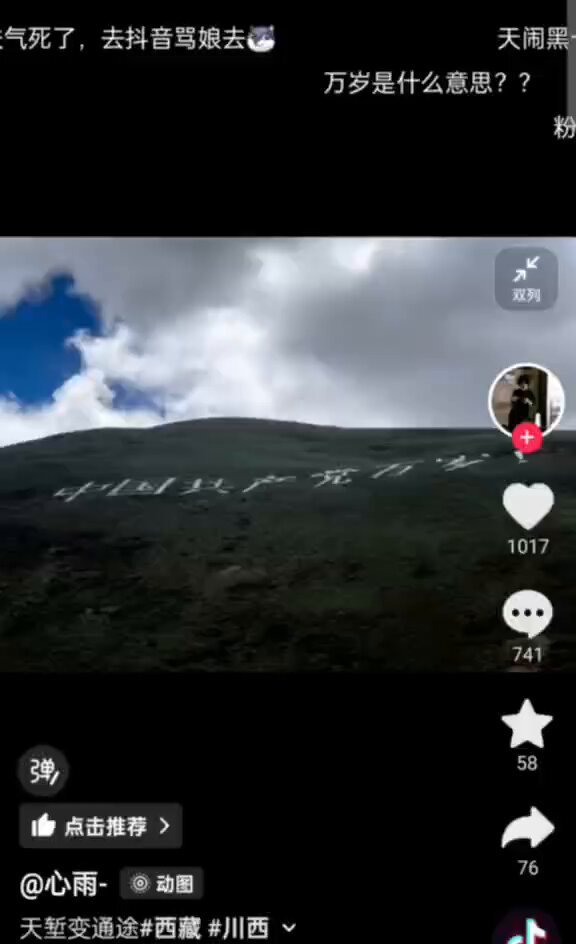 气死了，去抖音骂娘去
天闹黑
万岁是什么意思？？
粉
双列
中国共产党万岁！
1017
741
58
弹
点击推荐 >
76
@心雨- 动图
天堑变通途#西藏 #川西